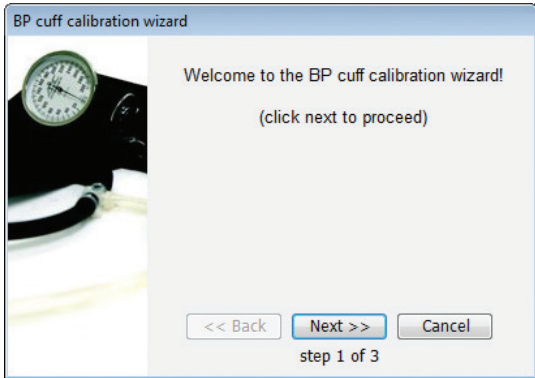 BP cuff calibration wizard
Welcome to the BP cuff calibration wizard!
(click next to proceed)
<< Back
Next >>
Cancel
step 1 of 3